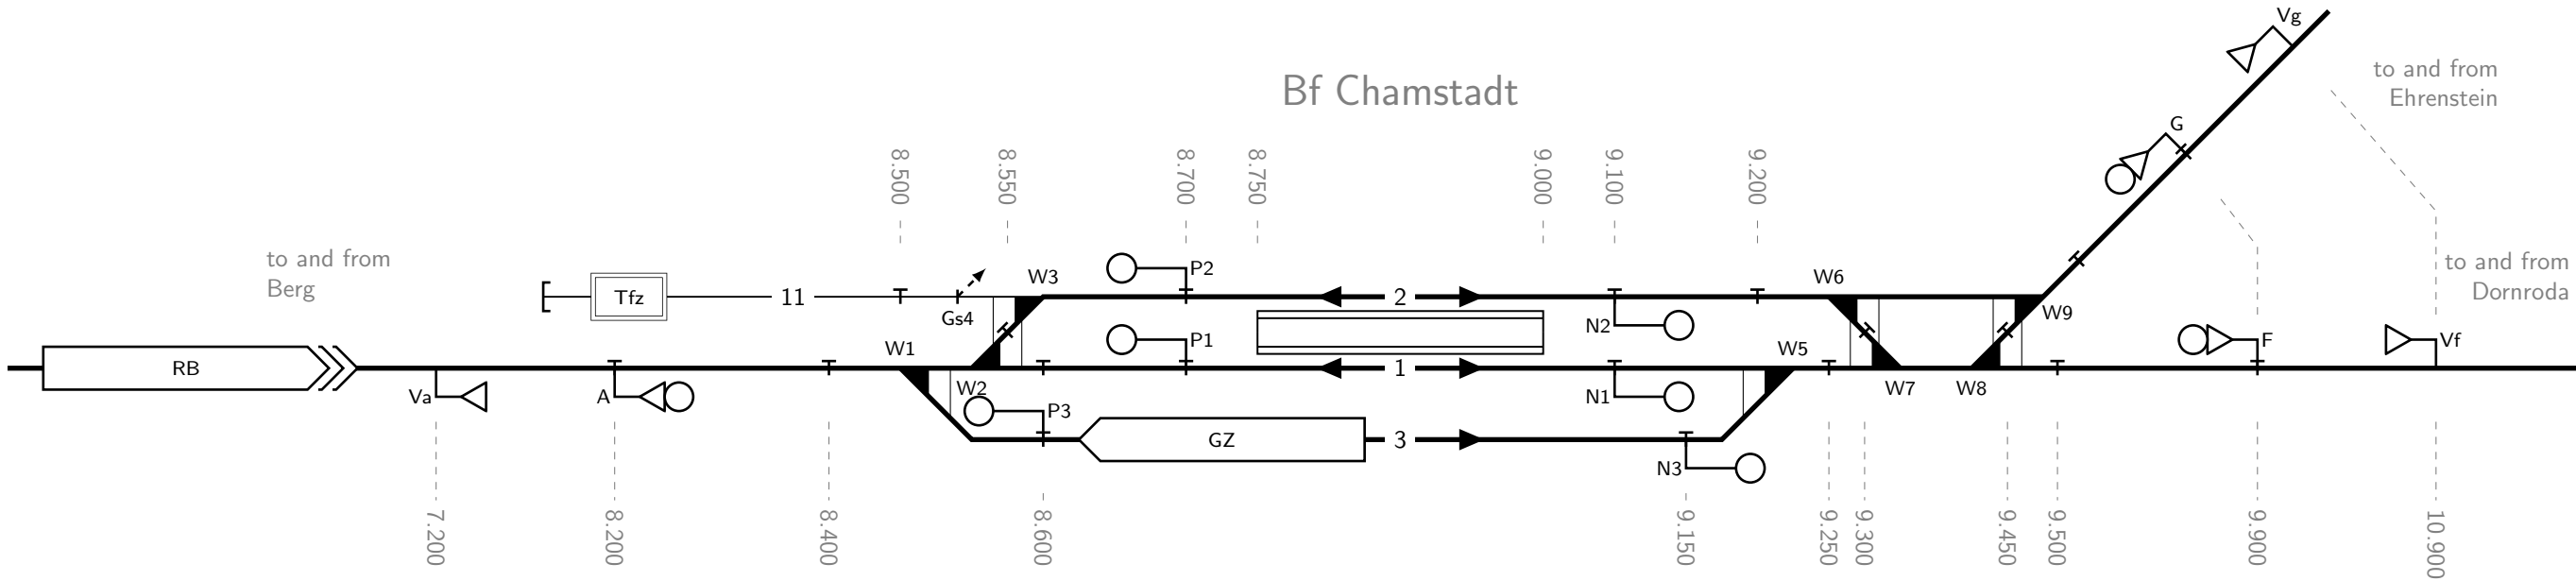 Vg
to and from
Ehrenstein
Bf Chamstadt
G
8.500
8.550
8.700
8.750
9.000
9.100
9.200
to and from
Berg
to and from
Dornroda
Tfz
11
Gs4
W3
P2
2
N2
W6
W9
RB
Va
A
W1
W2
P1
1
N1
W5
W7
W8
F
Vf
P3
GZ
3
N3
7.200
8.200
8.400
8.600
9.150
9.250
9.300
9.450
9.500
9.900
10.900